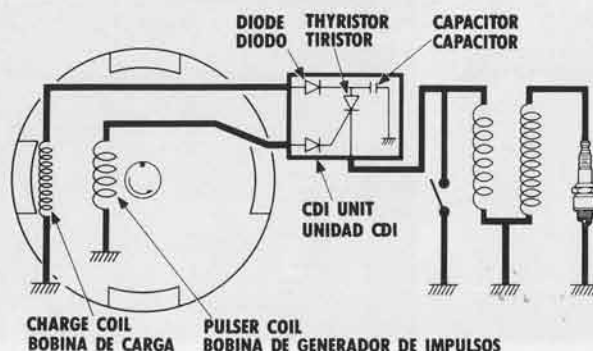 DIODE
DIODO
THYRISTOR
TIRISTOR
CAPACITOR
CAPACITOR
CDI UNIT
UNIDAD CDI
CHARGE COIL
BOBINA DE CARGA
PULSER COIL
BOBINA DE GENERADOR DE IMPULSOS